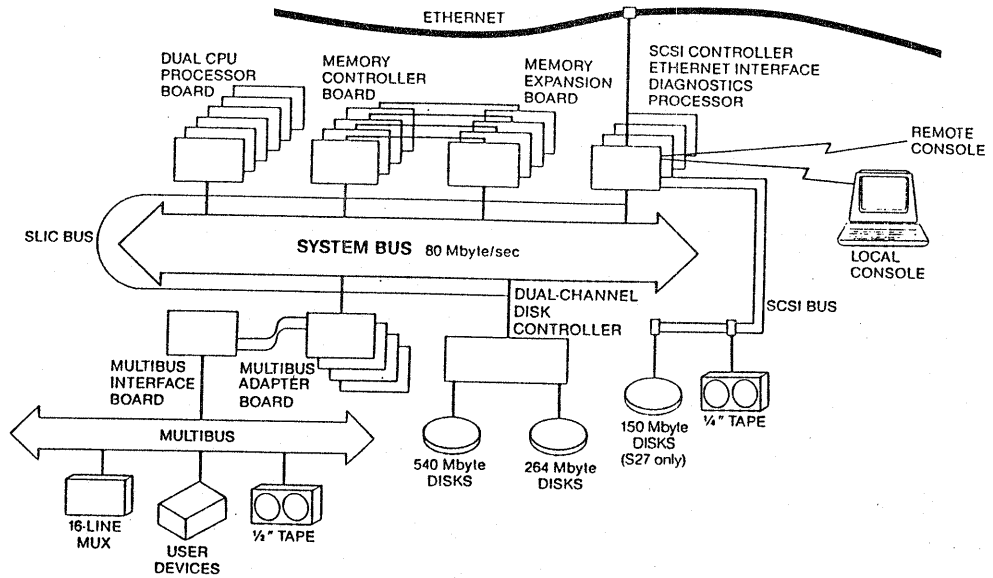 ETHERNET
DUAL CPU
PROCESSOR
BOARD
MEMORY
CONTROLLER
BOARD
MEMORY
EXPANSION
BOARD
SCSI CONTROLLER
ETHERNET INTERFACE
DIAGNOSTICS
PROCESSOR
REMOTE
CONSOLE
SLIC BUS
SYSTEM BUS 80 Mbyte/sec
LOCAL
CONSOLE
DUAL-CHANNEL
DISK
CONTROLLER
SCSI BUS
MULTIBUS
INTERFACE
BOARD
MULTIBUS
ADAPTER
BOARD
MULTIBUS
540 Mbyte
DISKS
264 Mbyte
DISKS
150 Mbyte
DISKS
(S27 only)
¼" TAPE
16-LINE
MUX
USER
DEVICES
½" TAPE